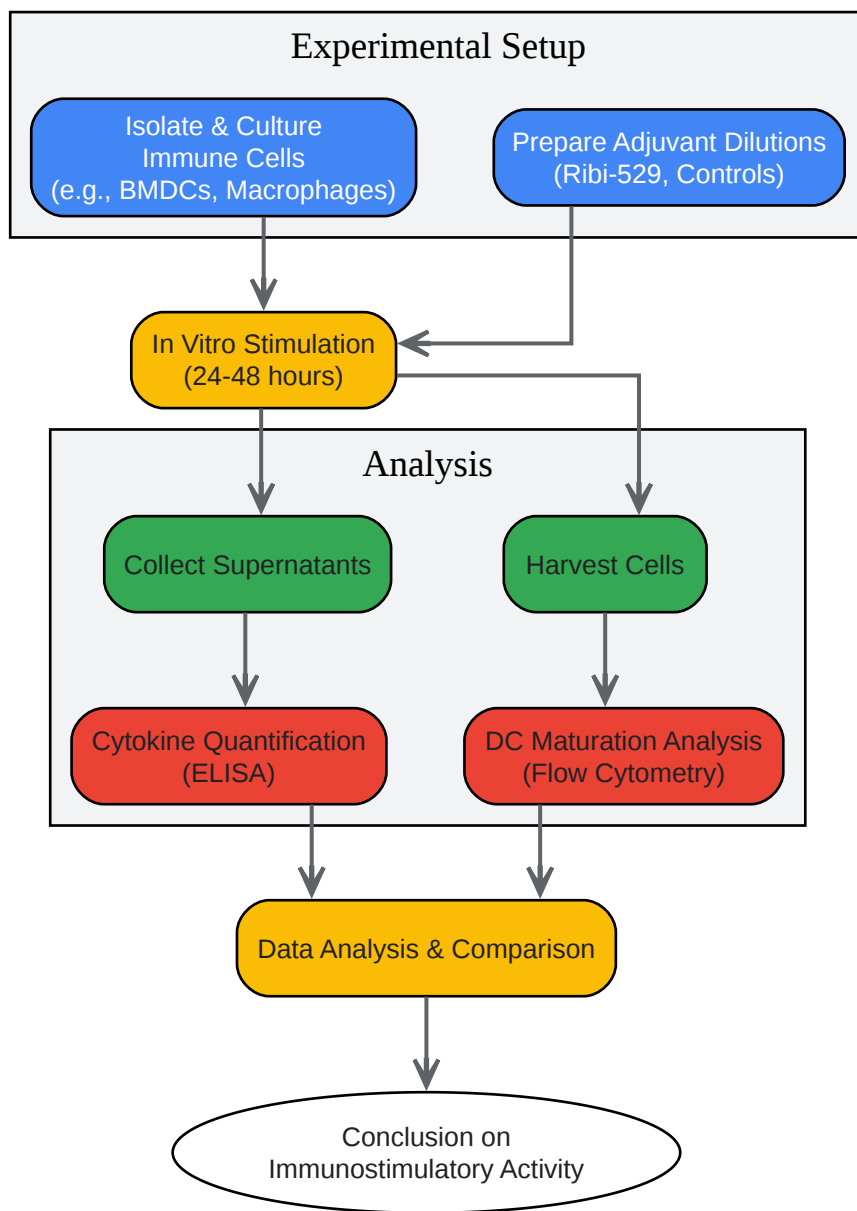 Experimental Setup
Isolate & Culture
Immune Cells
(e.g., BMDCs, Macrophages)
Prepare Adjuvant Dilutions
(Ribi-529, Controls)
In Vitro Stimulation
(24-48 hours)
Analysis
Collect Supernatants
Harvest Cells
Cytokine Quantification
(ELISA)
DC Maturation Analysis
(Flow Cytometry)
Data Analysis & Comparison
Conclusion on
Immunostimulatory Activity